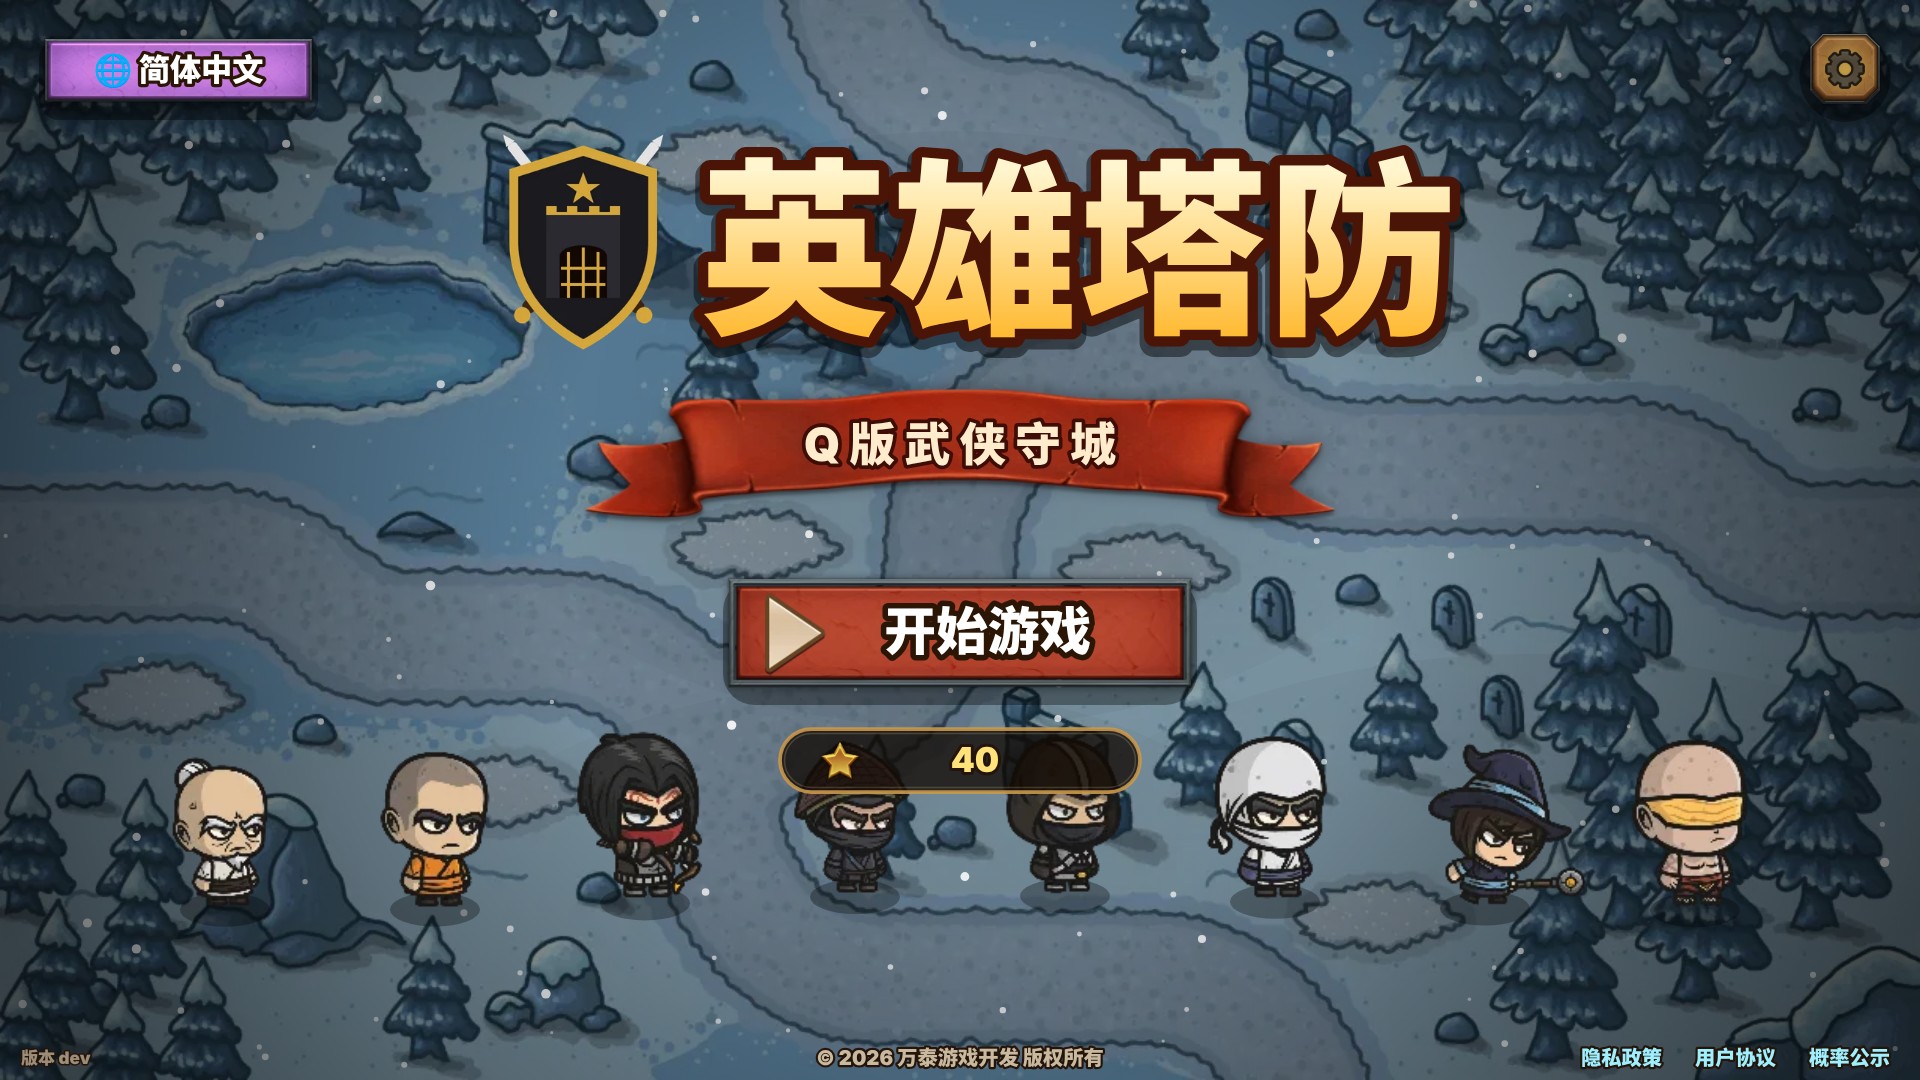 简体中文
英雄塔防
Q版武侠守城
开始游戏
40
版本 dev
© 2026 万泰游戏开发 版权所有
隐私政策 用户协议 概率公示